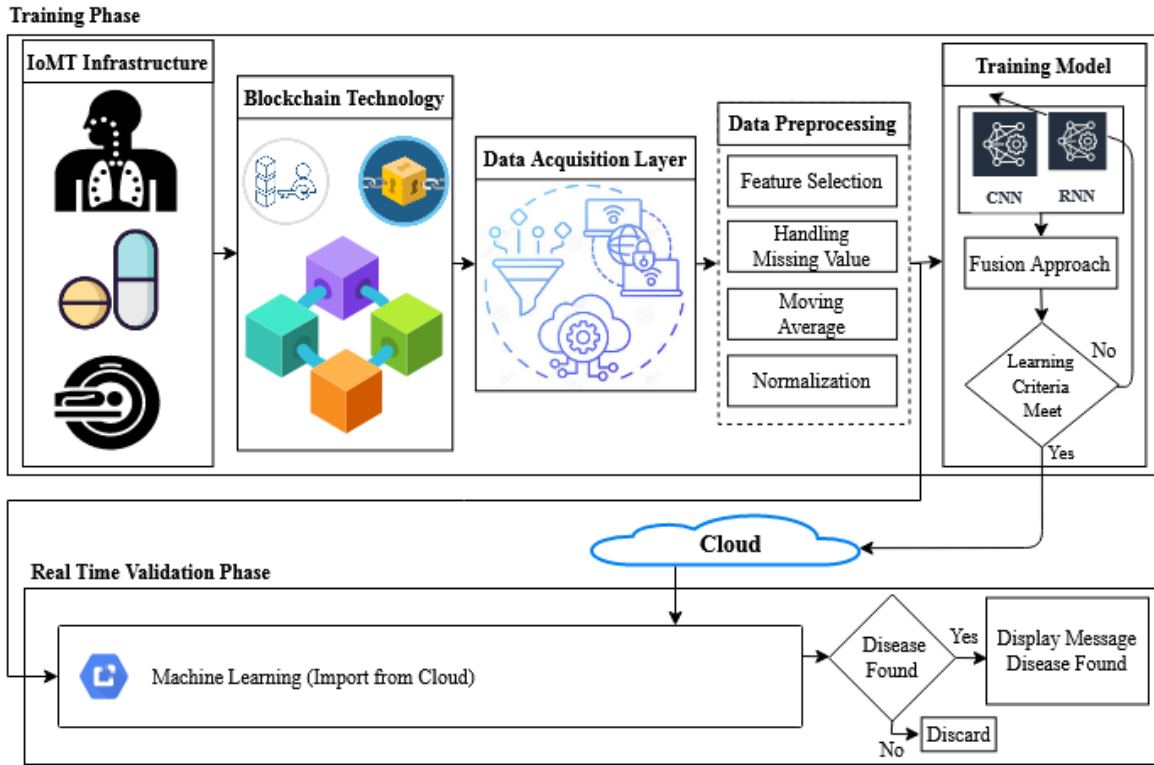 Training Phase
IoMT Infrastructure
Blockchain Technology
Data Acquisition Layer
Data Preprocessing
Feature Selection
Handling
Missing Value
Moving
Average
Normalization
Training Model
CNN
RNN
Fusion Approach
Learning
Criteria
Meet
No
Yes
Cloud
Real Time Validation Phase
Machine Learning (Import from Cloud)
Disease
Found
Yes
Display Message
Disease Found
No
Discard